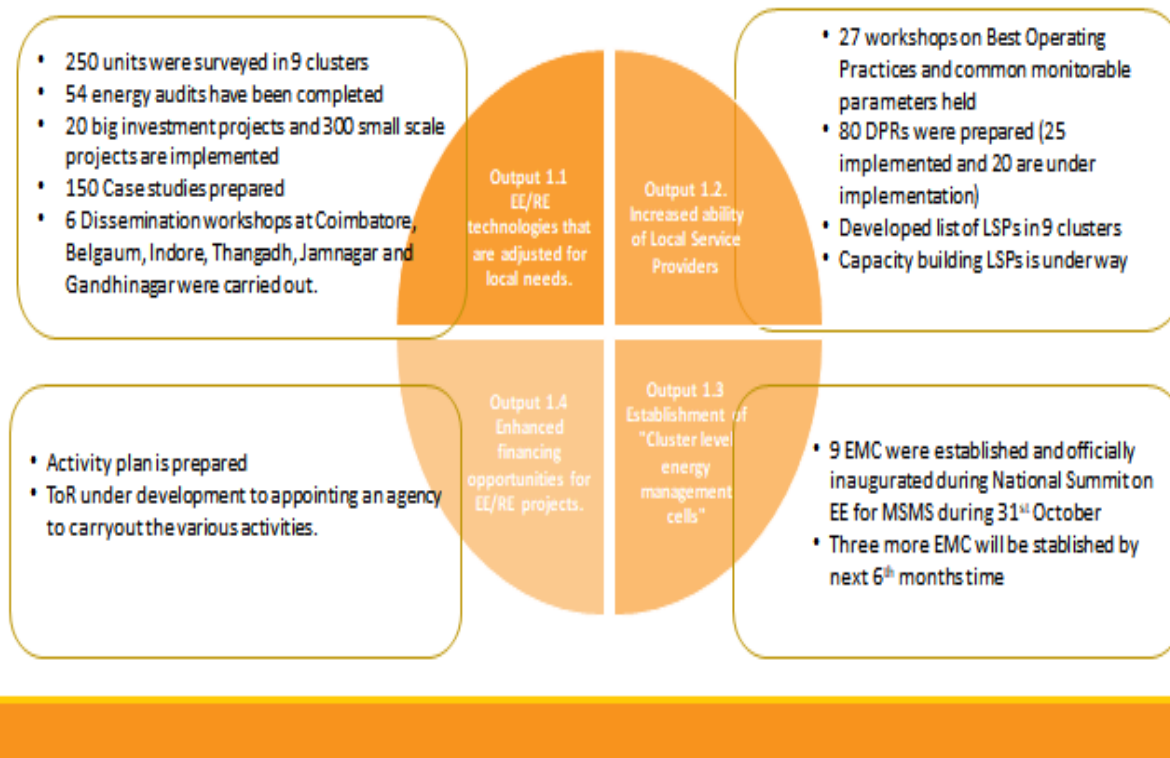 • 250 units were surveyed in 9 clusters
• 54 energy audits have been completed
• 20 big investment projects and 300 small scale
projects are implemented
• 150 Case studies prepared
• 6 Dissemination workshops at Coimbatore,
Belgaum, Indore, Thangadh, Jamnagar and
Gandhinagar were carried out.
Output 1.1
EE/RE
technologies that
are adjusted for
local needs.
Output 1.2.
Increased ability
of Local Service
Providers
• 27 workshops on Best Operating
Practices and common monitorable
parameters held
• 80 DPRs were prepared (25
implemented and 20 are under
implementation)
• Developed list of LSPs in 9 clusters
• Capacity building LSPs is under way
• Activity plan is prepared
• ToR under development to appointing an agency
to carryout the various activities.
Output 1.4
Enhanced
financing
opportunities for
EE/RE projects.
Output 1.3
Establishment of
"Cluster level
energy
management
cells"
• 9 EMC were established and officially
inaugurated during National Summit on
EE for MSMS during 31st October
• Three more EMC will be stablished by
next 6th months time